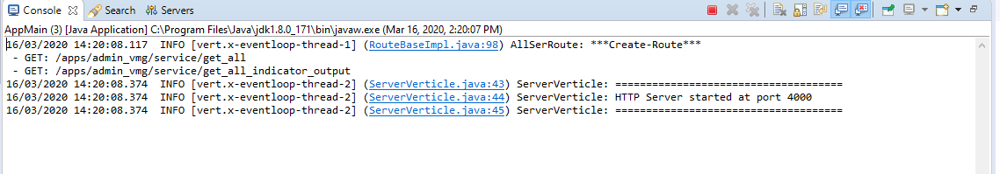 Console Search Servers
AppMain (3) [Java Application] C:\Program Files\Java\jdk1.8.0_171\bin\javaw.exe (Mar 16, 2020, 2:20:07 PM)
16/03/2020 14:20:08.117  INFO [vert.x-eventloop-thread-1] (RouteBaseImpl.java:98) AllSerRoute: ***Create-Route***
 - GET: /apps/admin_vmg/service/get_all
 - GET: /apps/admin_vmg/service/get_all_indicator_output
16/03/2020 14:20:08.374  INFO [vert.x-eventloop-thread-2] (ServerVerticle.java:43) ServerVerticle: =====================================
16/03/2020 14:20:08.374  INFO [vert.x-eventloop-thread-2] (ServerVerticle.java:44) ServerVerticle: HTTP Server started at port 4000
16/03/2020 14:20:08.374  INFO [vert.x-eventloop-thread-2] (ServerVerticle.java:45) ServerVerticle: =====================================